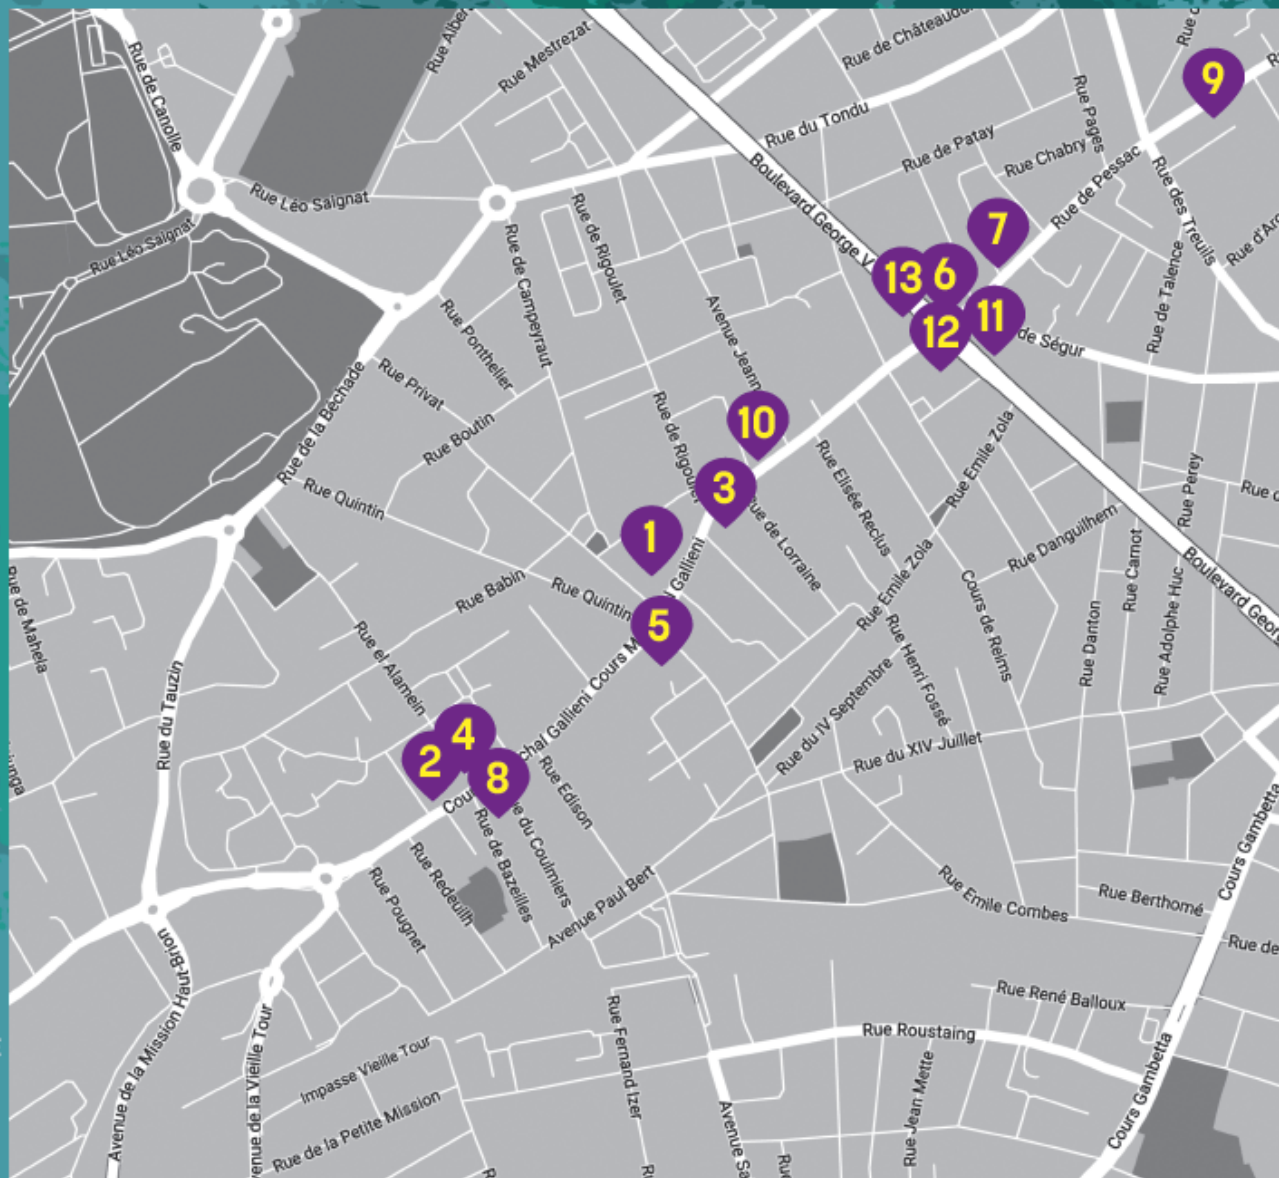 Rue de Canolle
Rue Mestrezat
Rue du Tondu
Rue Pages
9
Rue de Patay
Rue Chabry
Rue de Pessac
Rue des Treuils
Rue Léo Saignat
Rue Léo Saignat
Boulevard George V
Rue de Rigoulet
Rue de Campeyraut
7
13
6
11
12
de Ségur
Rue de Talence
Rue Ponthelier
Avenue Jeann
Rue Privat
Rue de la Béchade
Rue Boutin
10
Rue de Rigoulet
3
Rue Elisée Reclus
Rue Emile Zola
Rue Perey
Rue Quintin
1
Gallieni
Rue de Lorraine
Rue Danguilhem
Rue Emile Zola
Rue Carnot
Boulevard Geor
Rue de Mahela
Rue Babin
Rue Quintin
5
Cours de Reims
Rue Danton
Rue Adolphe Huc
Rue el Alamein
Rue du Tauzin
Rue Henri Fossé
Rue du IV Septembre
Rue du XIV Juillet
4
2
8
chal Gallieni Cours M
Rue Edison
Cou
Rue du Coulmiers
Rue de Bazeilles
Rue Redeuilh
Rue Pougnet
Avenue Paul Bert
Cours Gambetta
Rue Emile Combes
Rue Berthomé
Rue de
Avenue de la Mission Haut-Brion
Rue René Balloux
Rue Roustaing
Rue Fernand Izer
Impasse Vieille Tour
venue de la Vieille Tour
Rue de la Petite Mission
Rue Jean Mette
Cours Gambetta
Avenue Sa